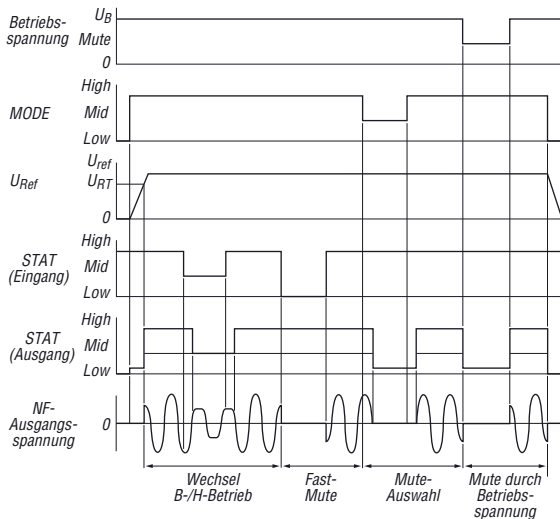 Betriebs-
spannung
U_B
Mute
0
MODE
High
Mid
Low
U_Ref
U_ref
U_RT
0
STAT
(Eingang)
High
Mid
Low
STAT
(Ausgang)
High
Mid
Low
NF-
Ausgangs-
spannung
0
Wechsel
B-/H-Betrieb
Fast-
Mute
Mute-
Auswahl
Mute durch
Betriebs-
spannung